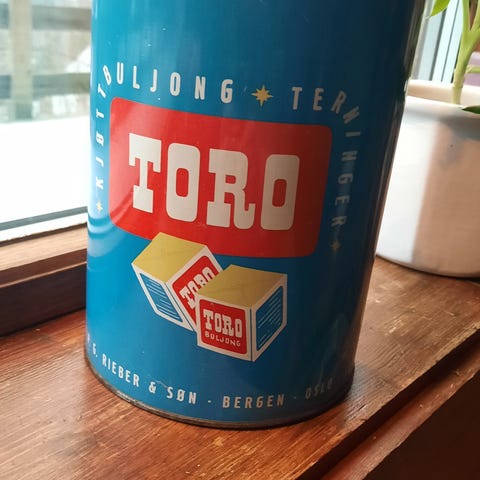 KJØTTBULJONG ★ TERNINGER
TORO
TORO
TORO
BULJONG
G. RIEBER & SØN · BERGEN · OSLO